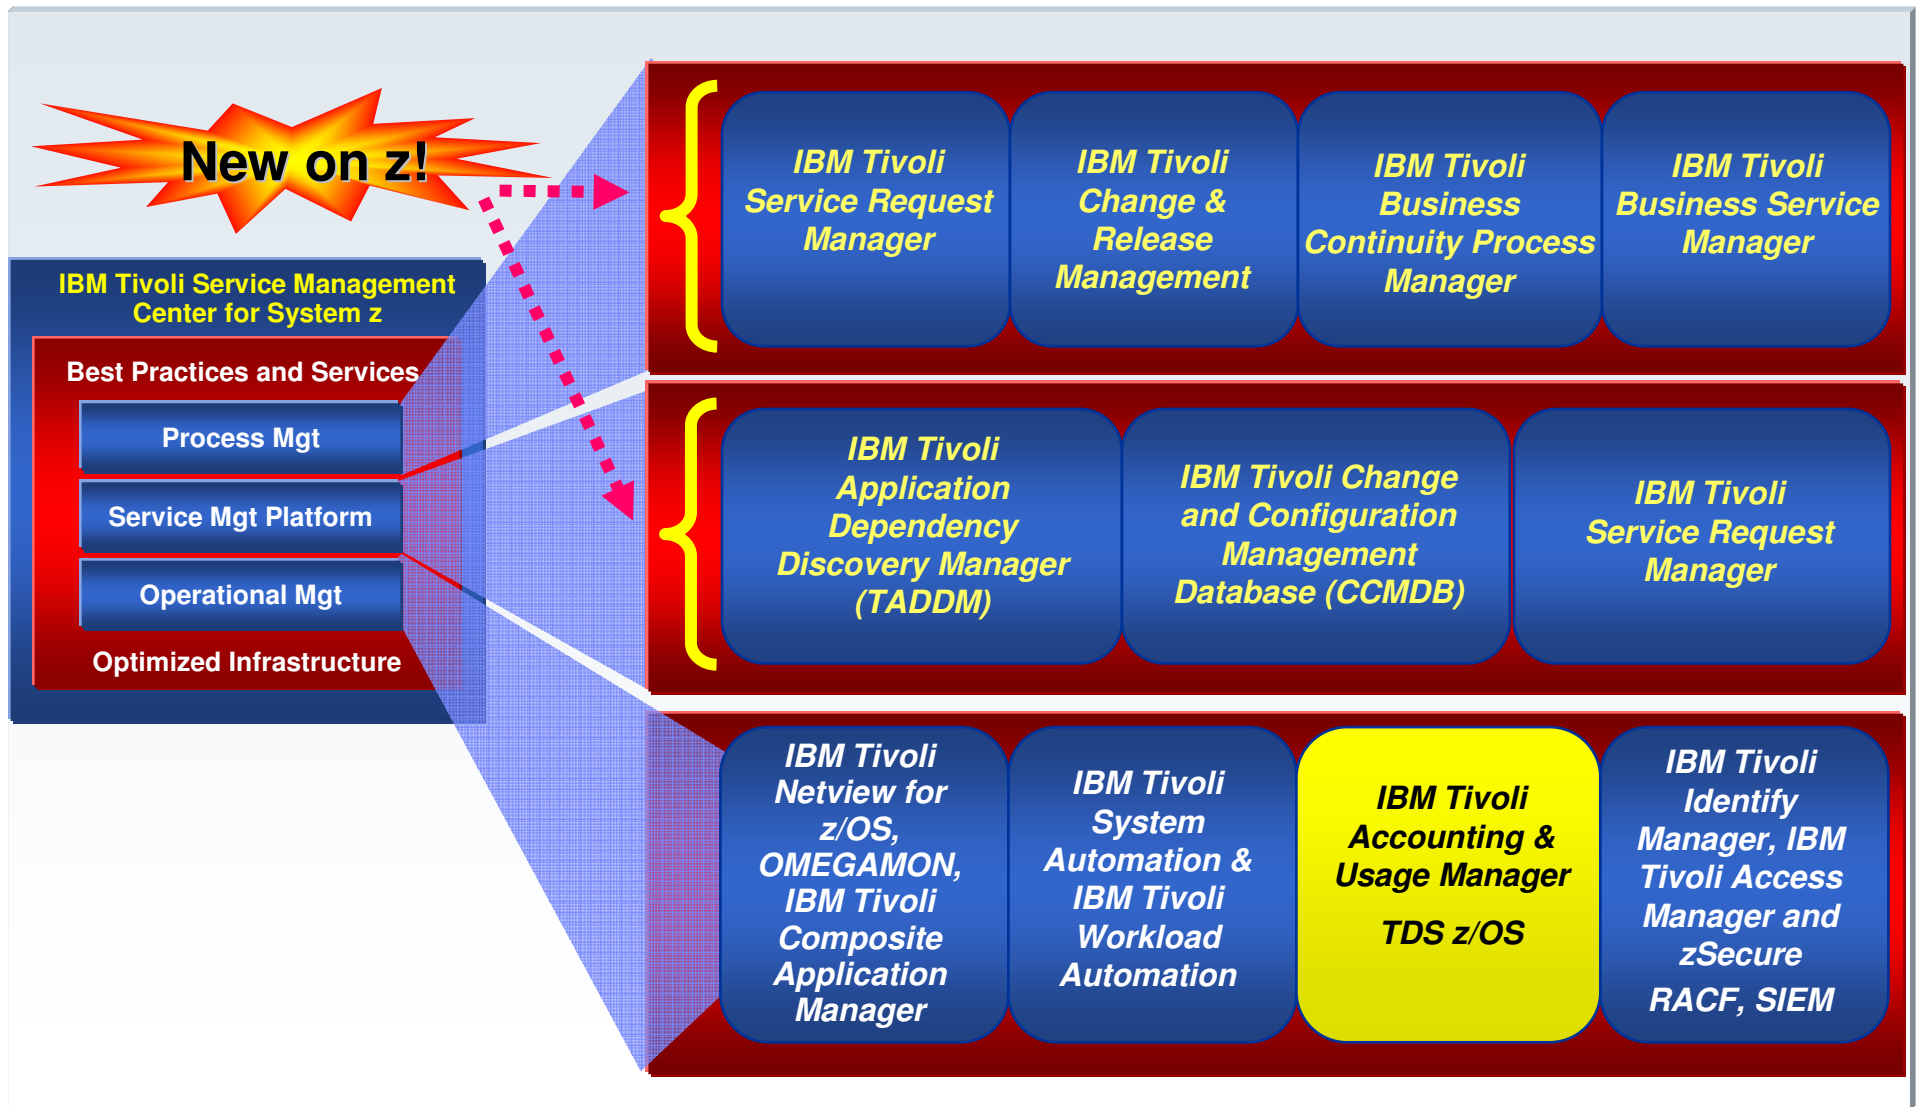 New on z!
IBM Tivoli Service Management
Center for System z
Best Practices and Services
Process Mgt
Service Mgt Platform
Operational Mgt
Optimized Infrastructure
IBM Tivoli
Service Request
Manager
IBM Tivoli
Change &
Release
Management
IBM Tivoli
Business
Continuity Process
Manager
IBM Tivoli
Business Service
Manager
IBM Tivoli
Application
Dependency
Discovery Manager
(TADDM)
IBM Tivoli Change
and Configuration
Management
Database (CCMDB)
IBM Tivoli
Service Request
Manager
IBM Tivoli
Netview for
z/OS,
OMEGAMON,
IBM Tivoli
Composite
Application
Manager
IBM Tivoli
System
Automation &
IBM Tivoli
Workload
Automation
IBM Tivoli
Accounting &
Usage Manager
TDS z/OS
IBM Tivoli
Identify
Manager, IBM
Tivoli Access
Manager and
zSecure
RACF, SIEM